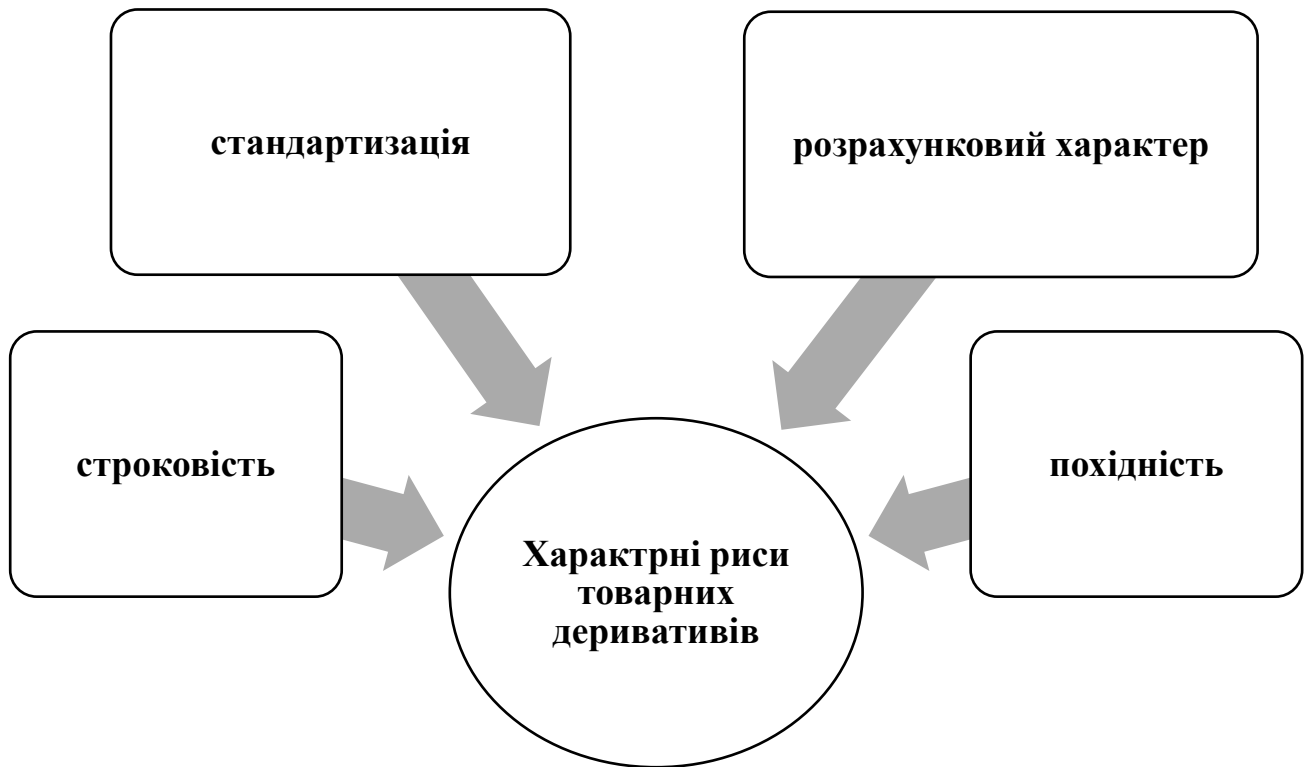 стандартизація
розрахунковий характер
строковість
похідність
Характрні риси
товарних
деривативів